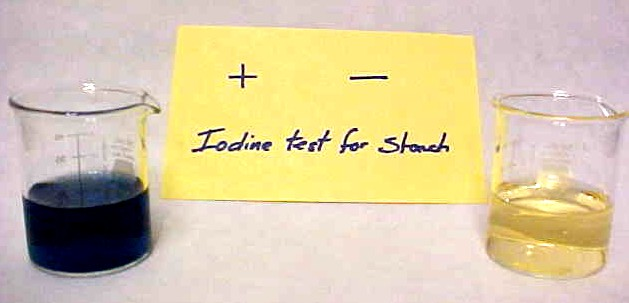 + −
Iodine test for Starch